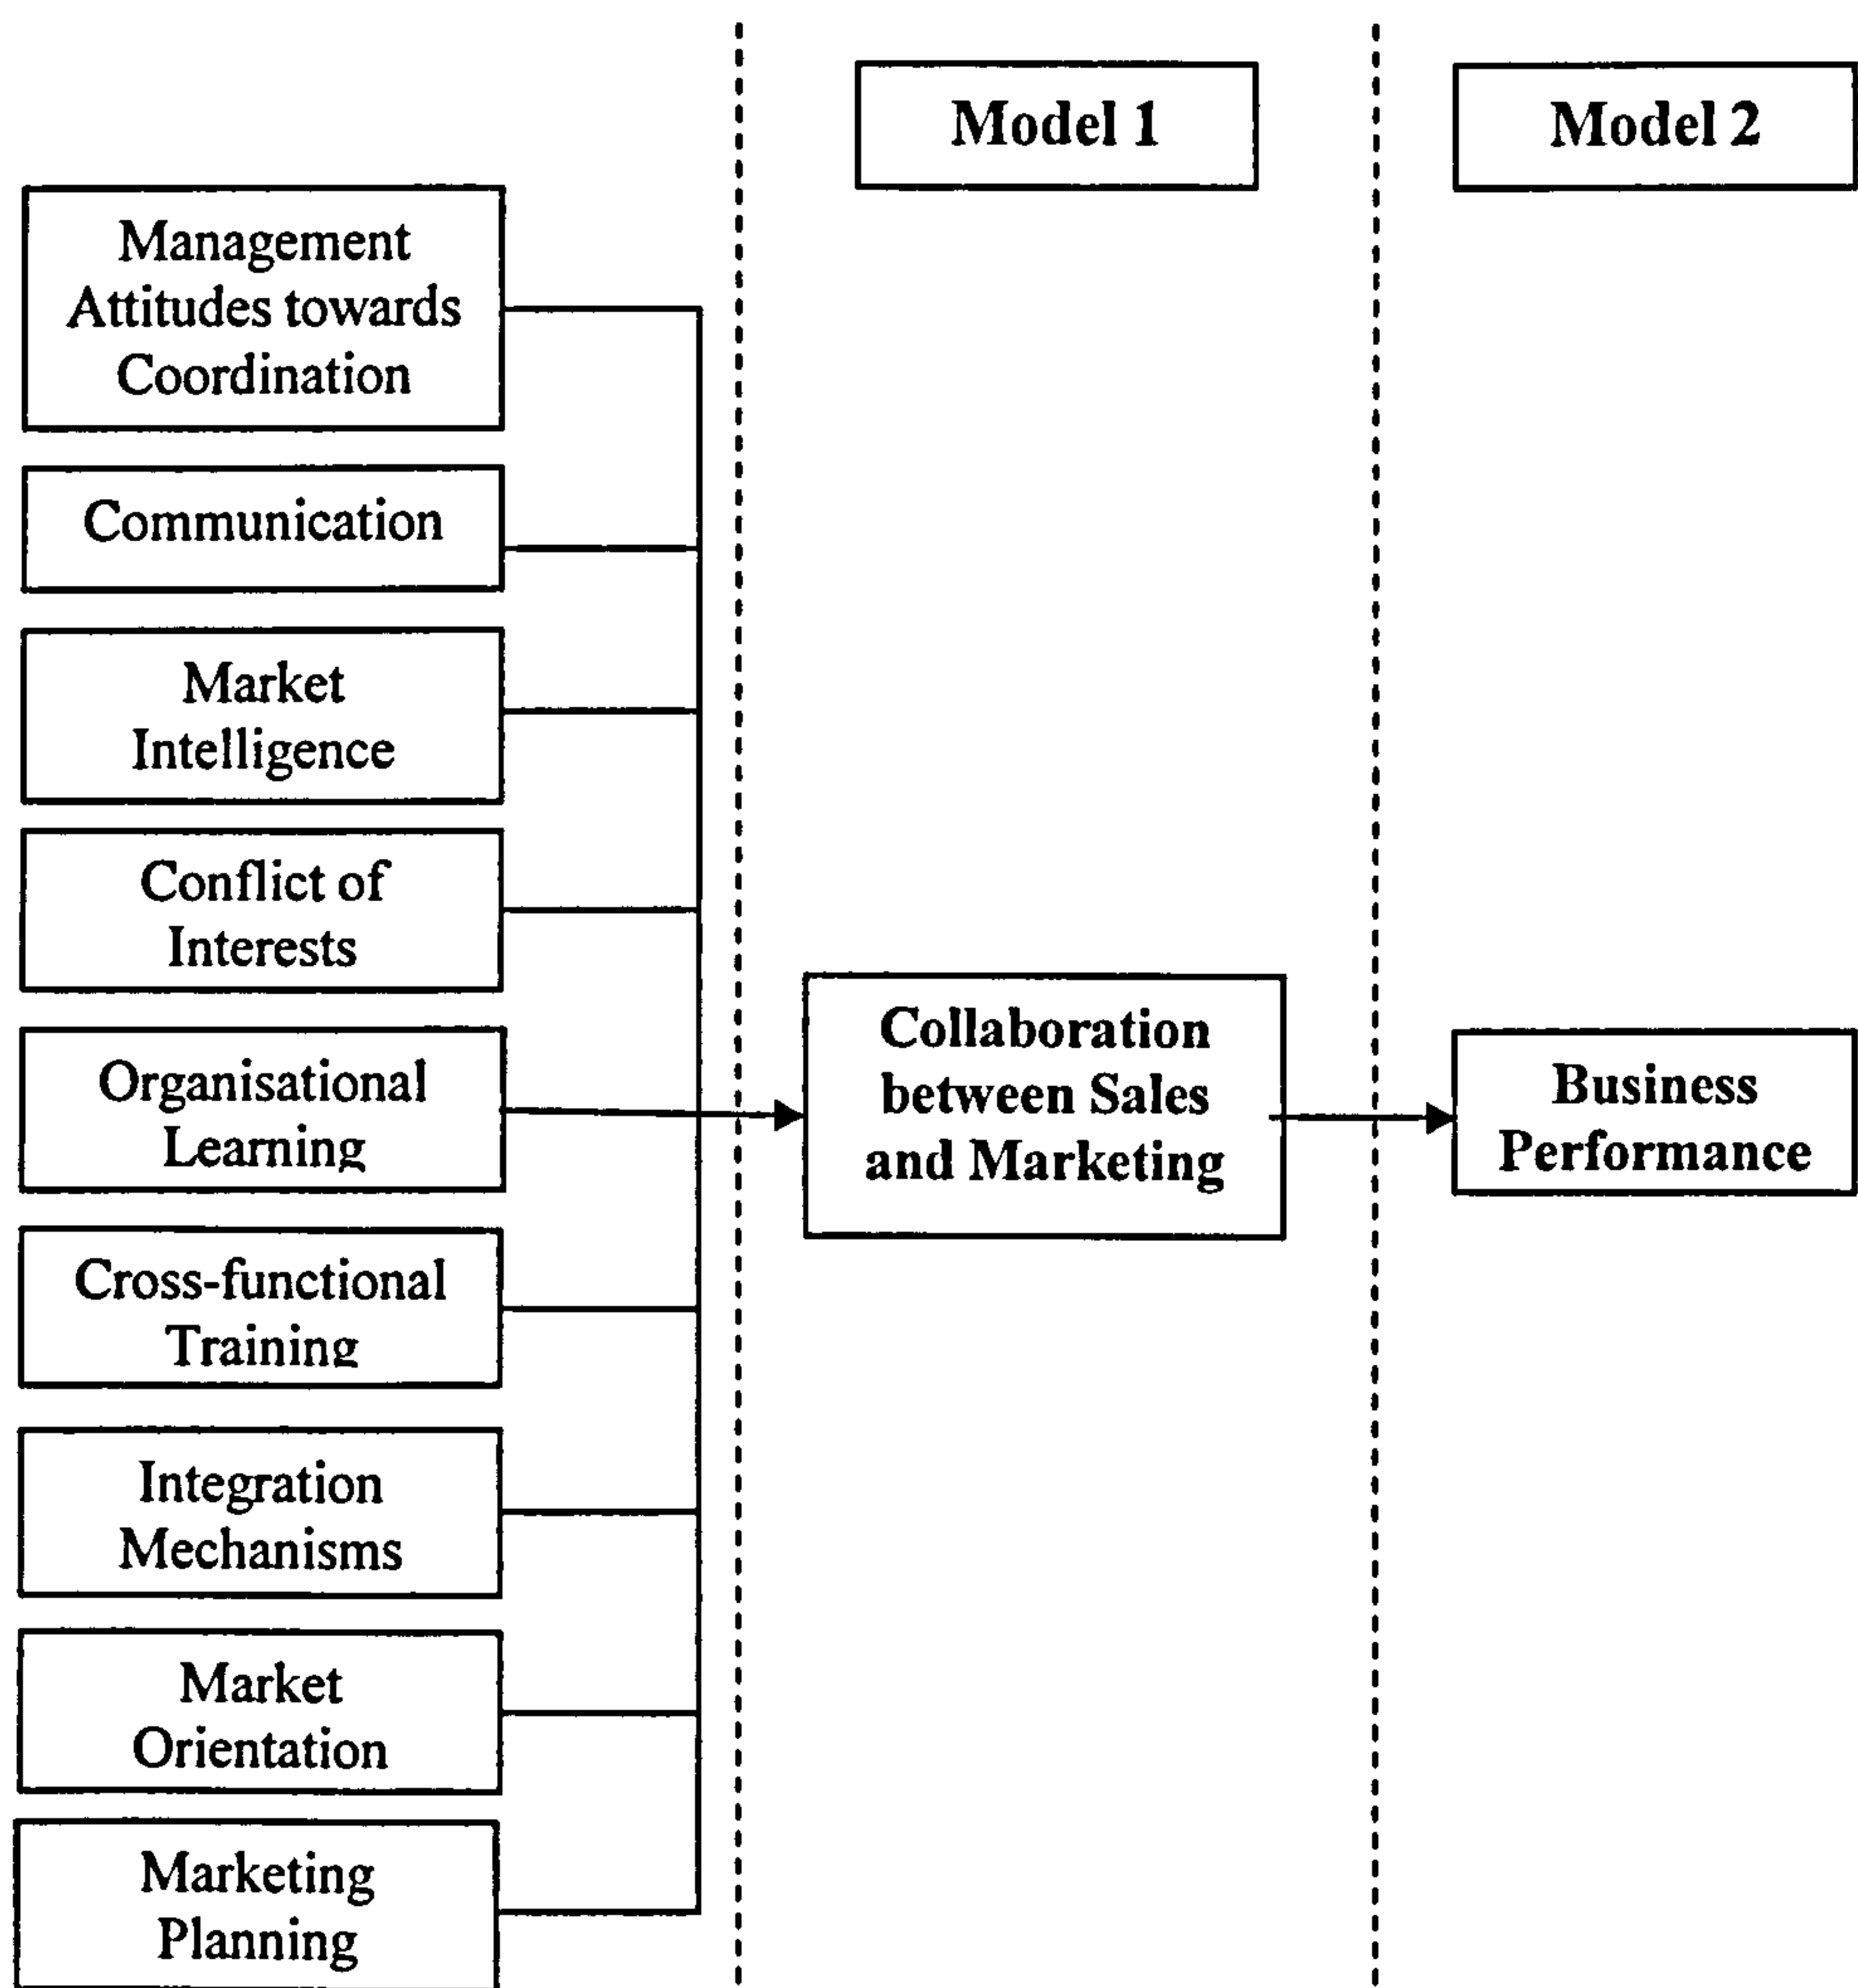 Model 1
Model 2
Management
Attitudes towards
Coordination
Communication
Market
Intelligence
Conflict of
Interests
Organisational
Learning
Cross-functional
Training
Integration
Mechanisms
Market
Orientation
Marketing
Planning
Collaboration
between Sales
and Marketing
Business
Performance